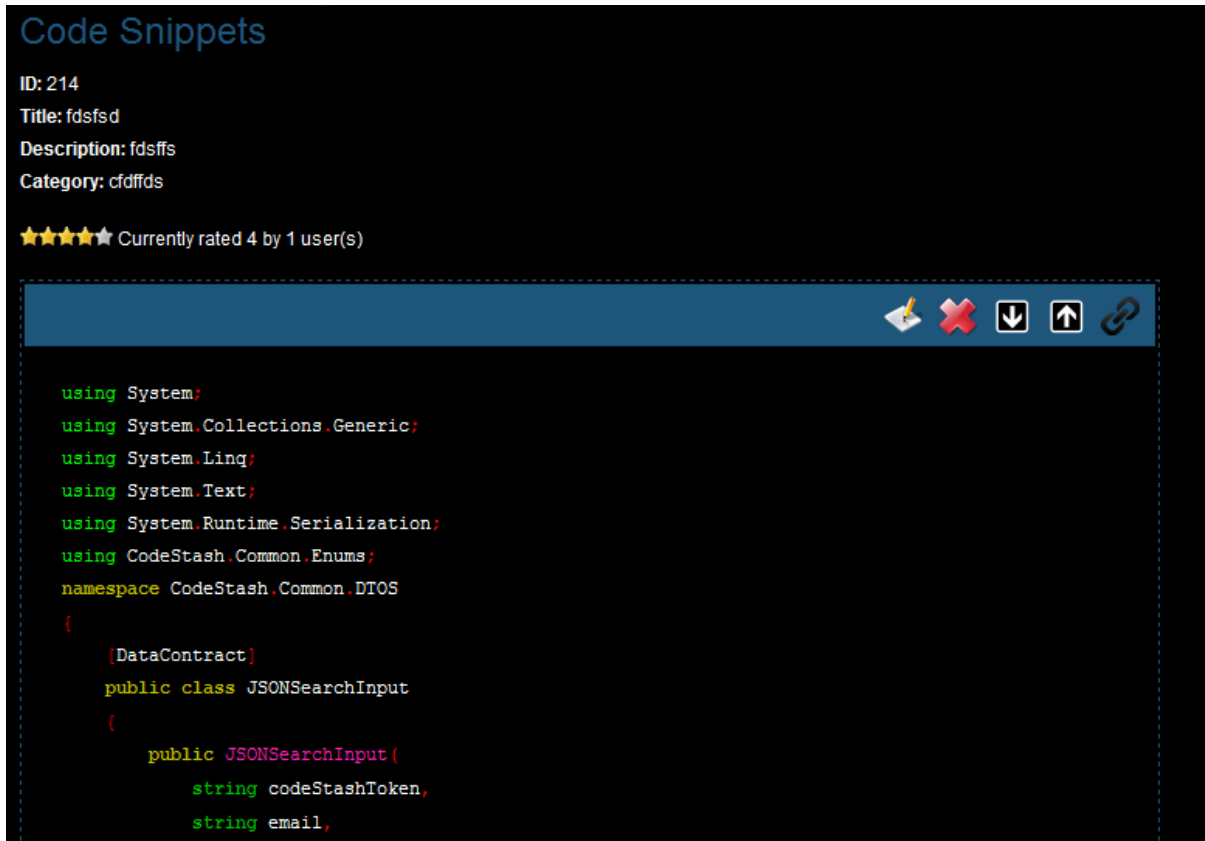 Code Snippets
ID: 214
Title: fdsfsd
Description: fdsffs
Category: cfdffds
Currently rated 4 by 1 user(s)
using System;
using System.Collections.Generic;
using System.Linq;
using System.Text;
using System.Runtime.Serialization;
using CodeStash.Common.Enums;
namespace CodeStash.Common.DTOS
{
[DataContract]
public class JSONSearchInput
{
public JSONSearchInput(
string codeStashToken,
string email,